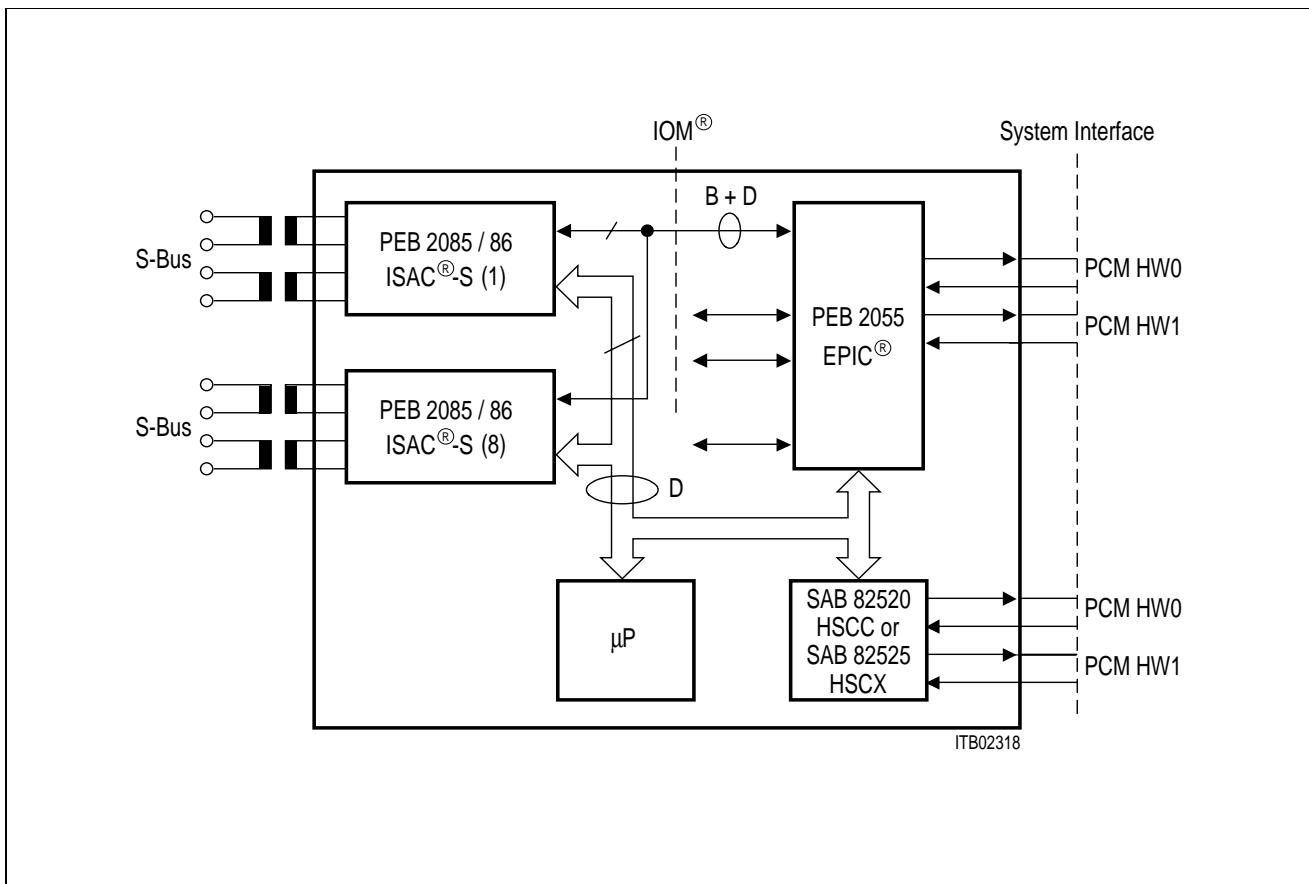 IOM®
System Interface
B + D
S-Bus
PEB 2085 / 86
ISAC®-S (1)
PEB 2055
EPIC®
PCM HW0
PCM HW1
S-Bus
PEB 2085 / 86
ISAC®-S (8)
D
µP
SAB 82520
HSCC or
SAB 82525
HSCX
PCM HW0
PCM HW1
ITB02318